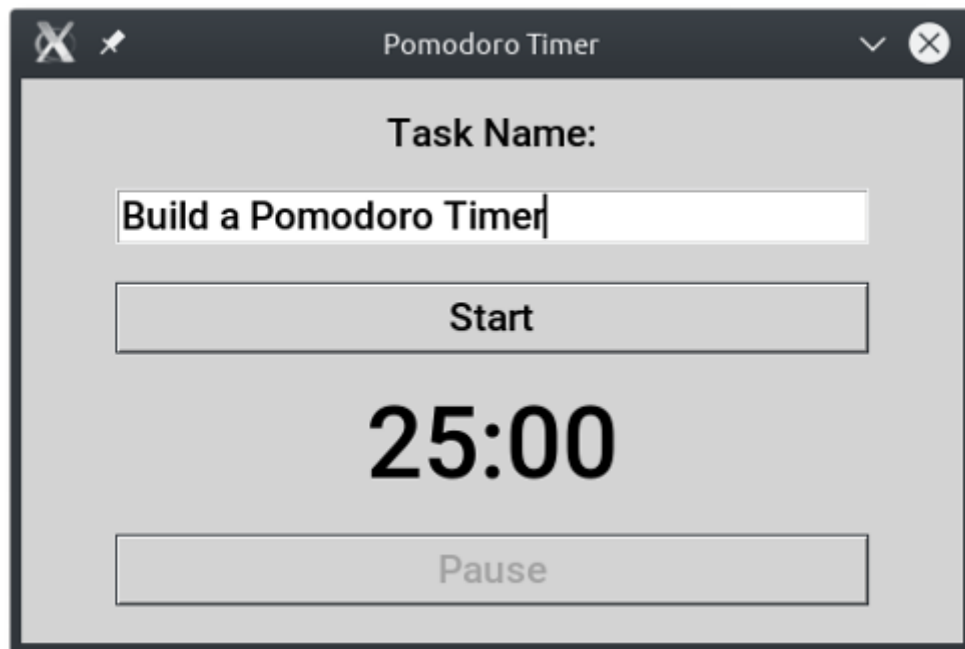 Pomodoro Timer
Task Name:
Build a Pomodoro Timer
Start
25:00
Pause